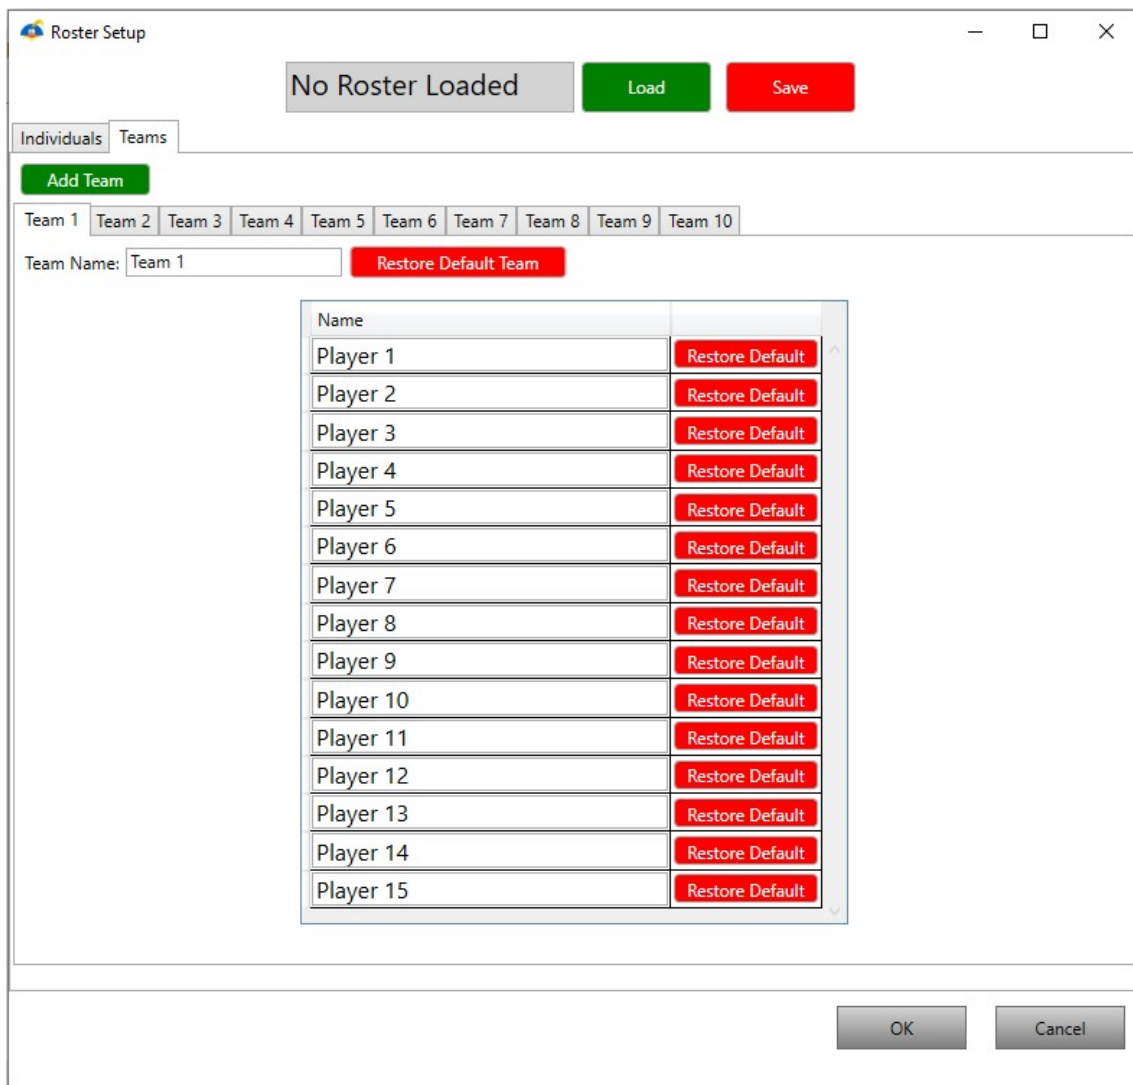 Roster Setup
No Roster Loaded Load Save
Individuals Teams
Add Team
Team 1 Team 2 Team 3 Team 4 Team 5 Team 6 Team 7 Team 8 Team 9 Team 10
Team Name: Team 1 Restore Default Team
Name
Player 1 Restore Default
Player 2 Restore Default
Player 3 Restore Default
Player 4 Restore Default
Player 5 Restore Default
Player 6 Restore Default
Player 7 Restore Default
Player 8 Restore Default
Player 9 Restore Default
Player 10 Restore Default
Player 11 Restore Default
Player 12 Restore Default
Player 13 Restore Default
Player 14 Restore Default
Player 15 Restore Default
OK Cancel